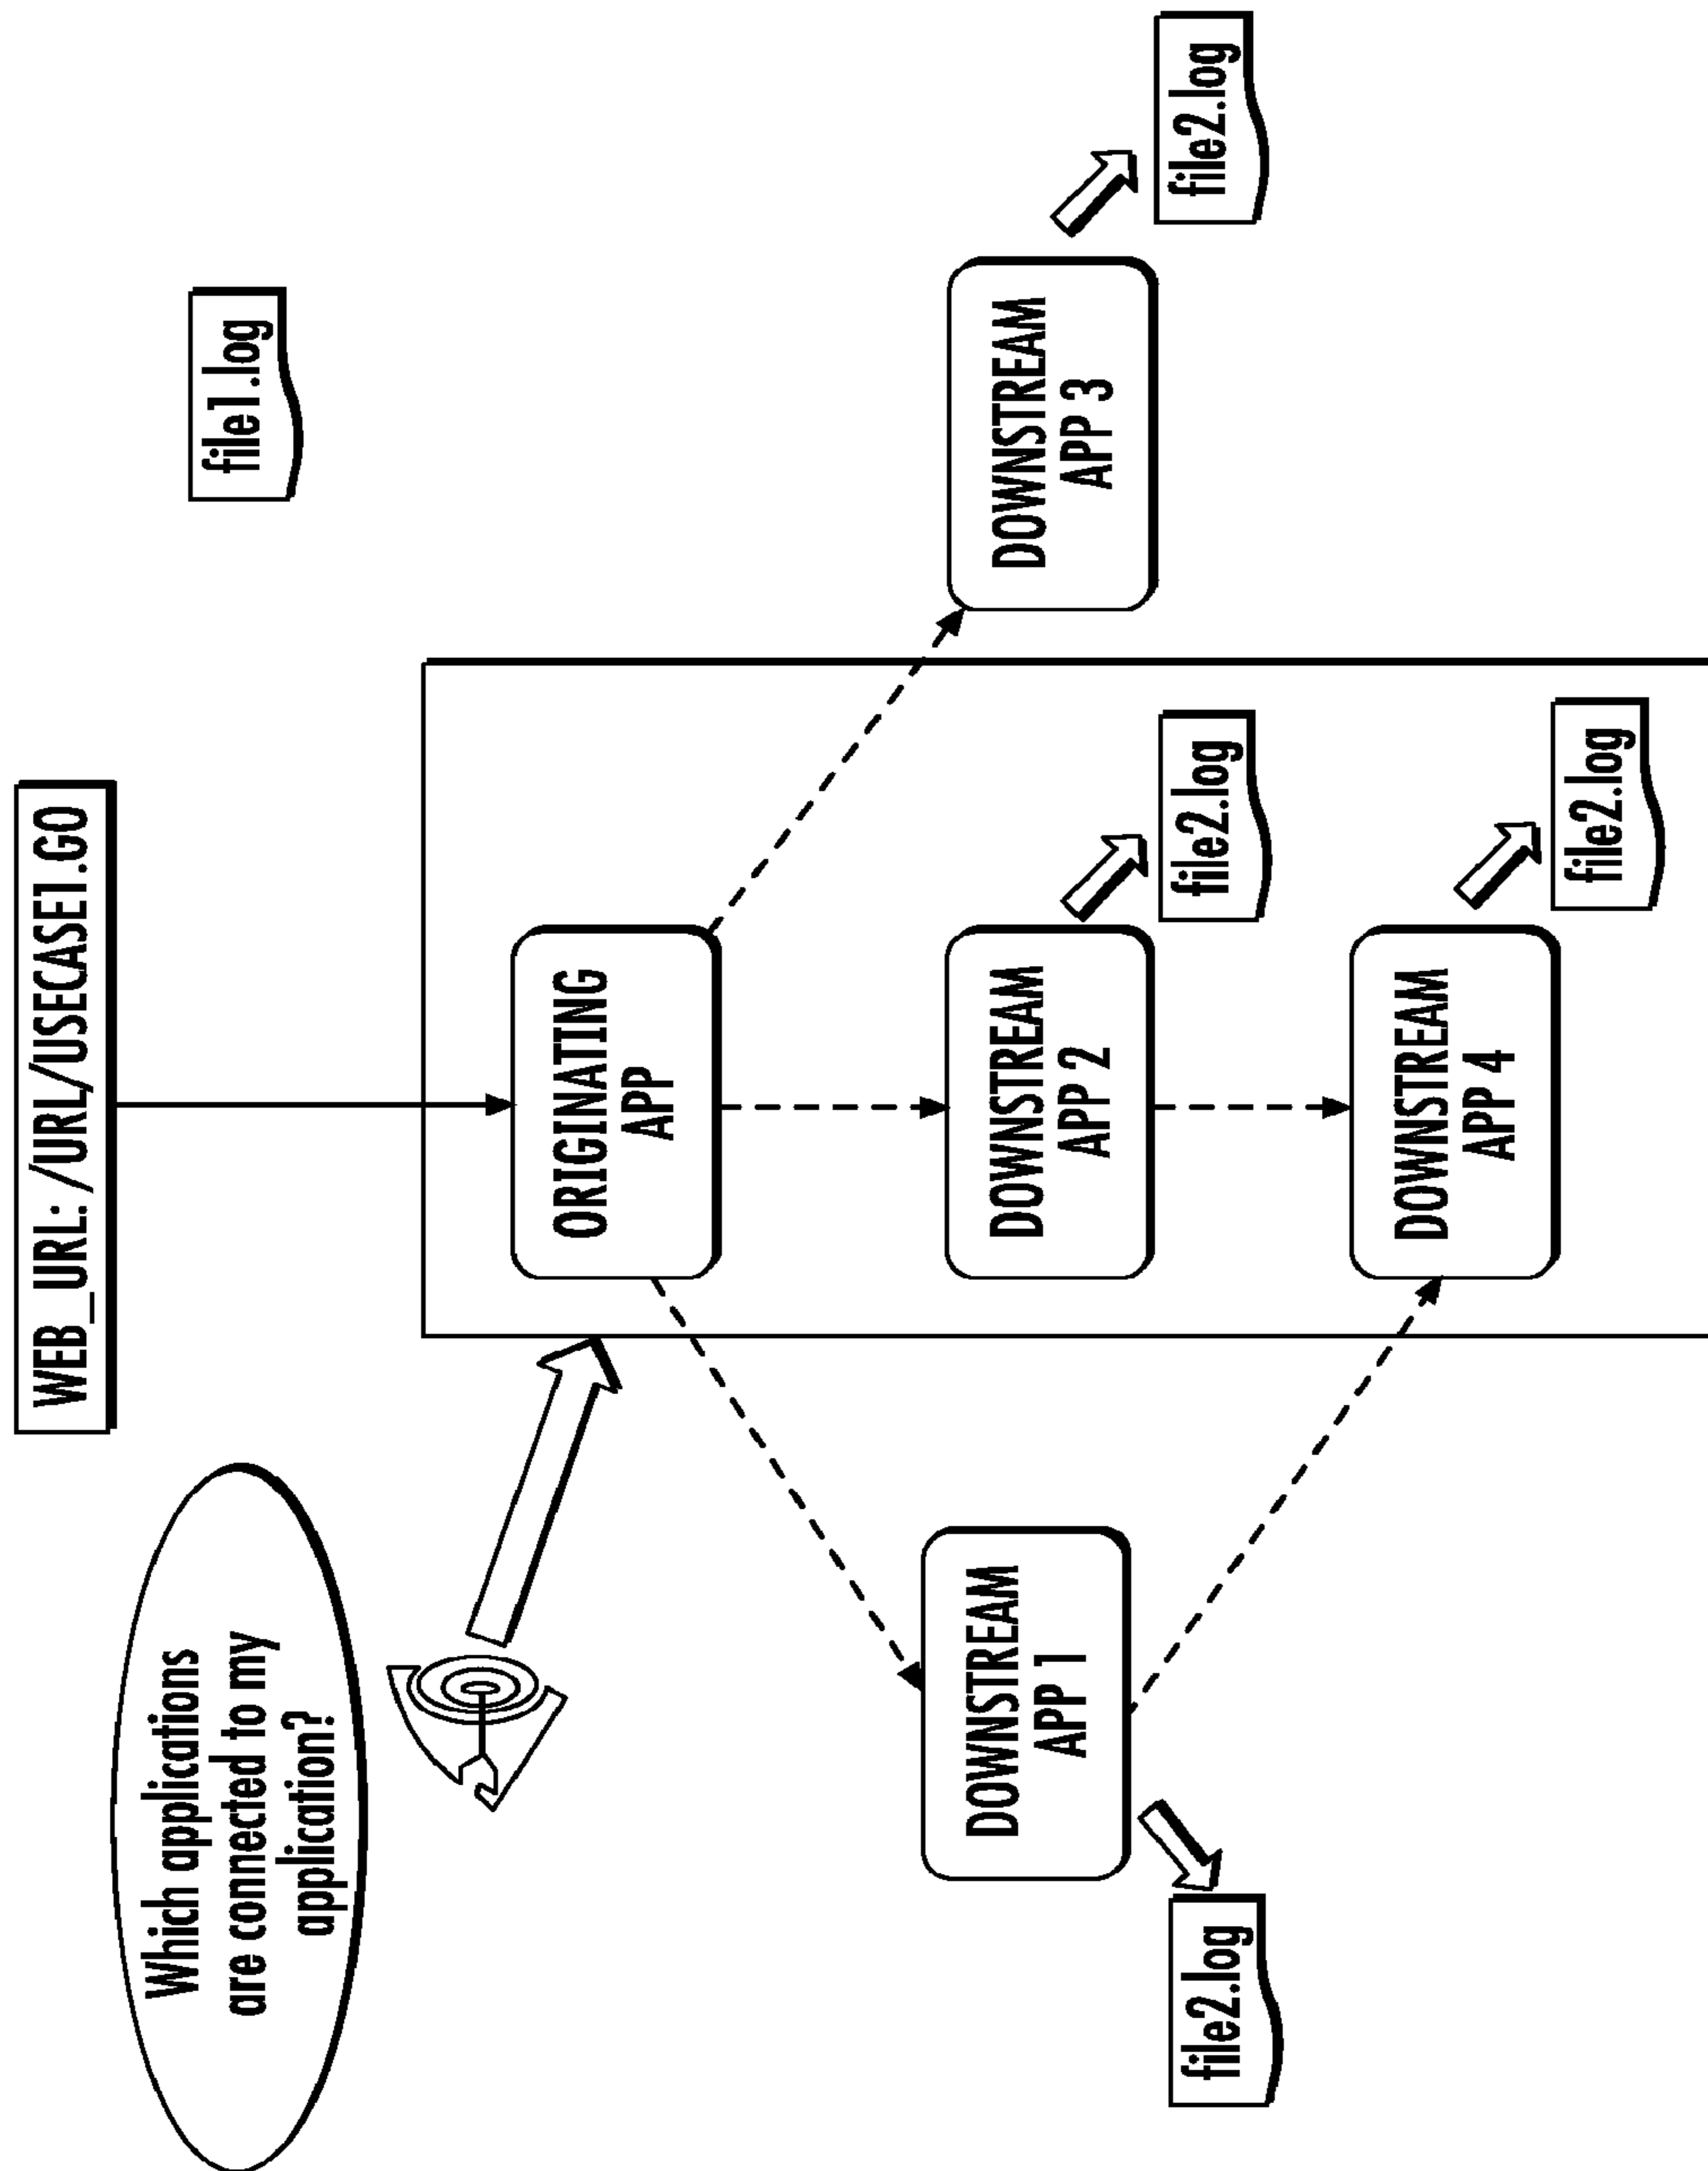 Which applications
are connected to my
application?
WEB_URL: /URL/USECASE1.GO
file1.log
ORIGINATING
APP
DOWNSTREAM
APP 1
DOWNSTREAM
APP 2
DOWNSTREAM
APP 3
file2.log
file2.log
file2.log
DOWNSTREAM
APP 4
file2.log